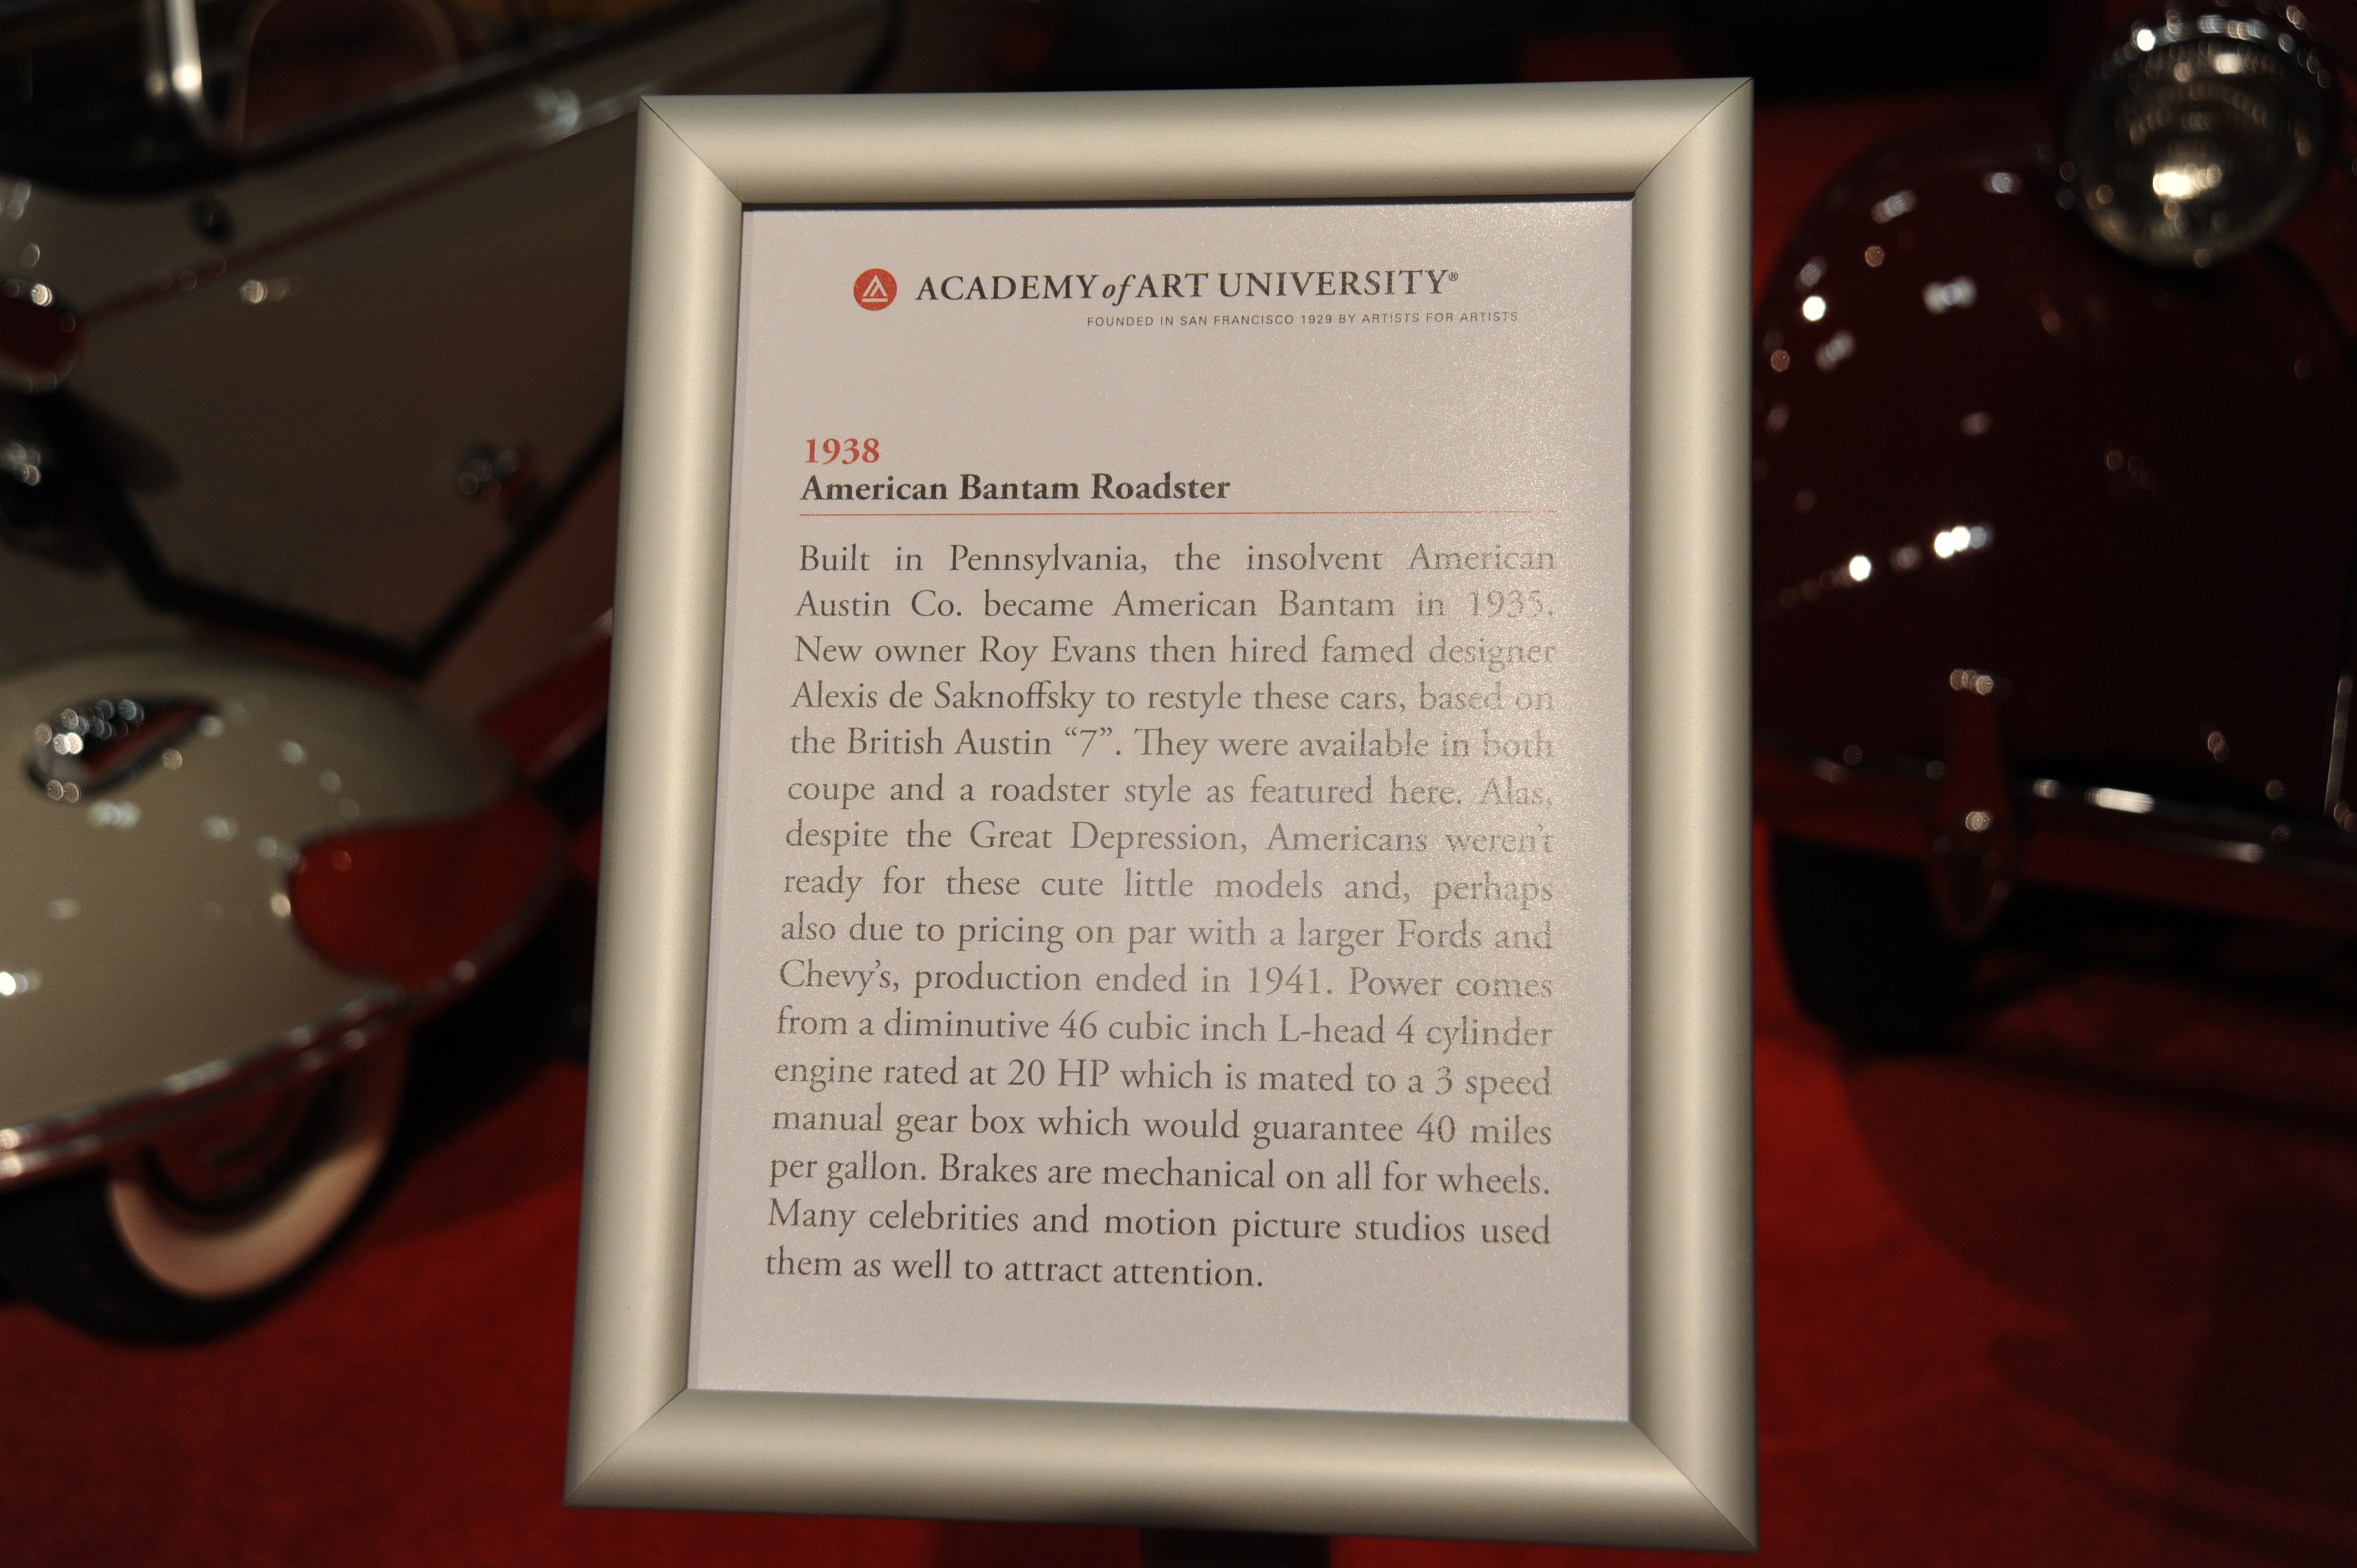 ACADEMY of ART UNIVERSITY®
FOUNDED IN SAN FRANCISCO 1929 BY ARTISTS FOR ARTISTS
1938
American Bantam Roadster
Built in Pennsylvania, the insolvent American
Austin Co. became American Bantam in 1935.
New owner Roy Evans then hired famed designer
Alexis de Saknoffsky to restyle these cars, based on
the British Austin “7”. They were available in both
coupe and a roadster style as featured here. Alas,
despite the Great Depression, Americans weren’t
ready for these cute little models and, perhaps
also due to pricing on par with a larger Fords and
Chevy’s, production ended in 1941. Power comes
from a diminutive 46 cubic inch L-head 4 cylinder
engine rated at 20 HP which is mated to a 3 speed
manual gear box which would guarantee 40 miles
per gallon. Brakes are mechanical on all for wheels.
Many celebrities and motion picture studios used
them as well to attract attention.